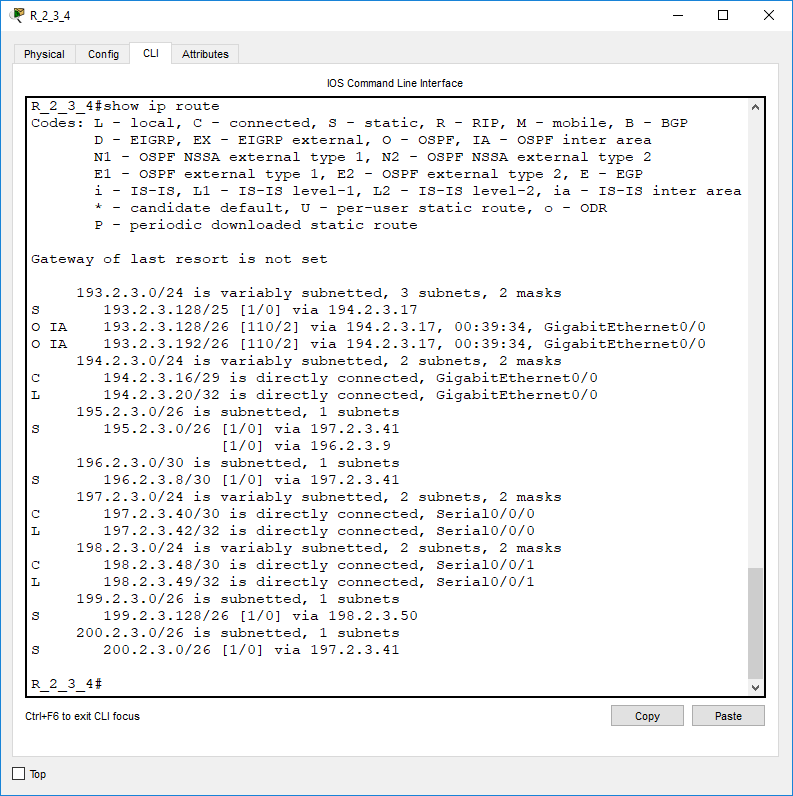 R_2_3_4
Physical Config CLI Attributes
IOS Command Line Interface
R_2_3_4#show ip route
Codes: L - local, C - connected, S - static, R - RIP, M - mobile, B - BGP
D - EIGRP, EX - EIGRP external, O - OSPF, IA - OSPF inter area
N1 - OSPF NSSA external type 1, N2 - OSPF NSSA external type 2
E1 - OSPF external type 1, E2 - OSPF external type 2, E - EGP
i - IS-IS, L1 - IS-IS level-1, L2 - IS-IS level-2, ia - IS-IS inter area
* - candidate default, U - per-user static route, o - ODR
P - periodic downloaded static route
Gateway of last resort is not set
193.2.3.0/24 is variably subnetted, 3 subnets, 2 masks
S 193.2.3.128/25 [1/0] via 194.2.3.17
O IA 193.2.3.128/26 [110/2] via 194.2.3.17, 00:39:34, GigabitEthernet0/0
O IA 193.2.3.192/26 [110/2] via 194.2.3.17, 00:39:34, GigabitEthernet0/0
194.2.3.0/24 is variably subnetted, 2 subnets, 2 masks
C 194.2.3.16/29 is directly connected, GigabitEthernet0/0
L 194.2.3.20/32 is directly connected, GigabitEthernet0/0
195.2.3.0/26 is subnetted, 1 subnets
S 195.2.3.0/26 [1/0] via 197.2.3.41
[1/0] via 196.2.3.9
196.2.3.0/30 is subnetted, 1 subnets
S 196.2.3.8/30 [1/0] via 197.2.3.41
197.2.3.0/24 is variably subnetted, 2 subnets, 2 masks
C 197.2.3.40/30 is directly connected, Serial0/0/0
L 197.2.3.42/32 is directly connected, Serial0/0/0
198.2.3.0/24 is variably subnetted, 2 subnets, 2 masks
C 198.2.3.48/30 is directly connected, Serial0/0/1
L 198.2.3.49/32 is directly connected, Serial0/0/1
199.2.3.0/26 is subnetted, 1 subnets
S 199.2.3.128/26 [1/0] via 198.2.3.50
200.2.3.0/26 is subnetted, 1 subnets
S 200.2.3.0/26 [1/0] via 197.2.3.41
R_2_3_4#
Ctrl+F6 to exit CLI focus Copy Paste
Top